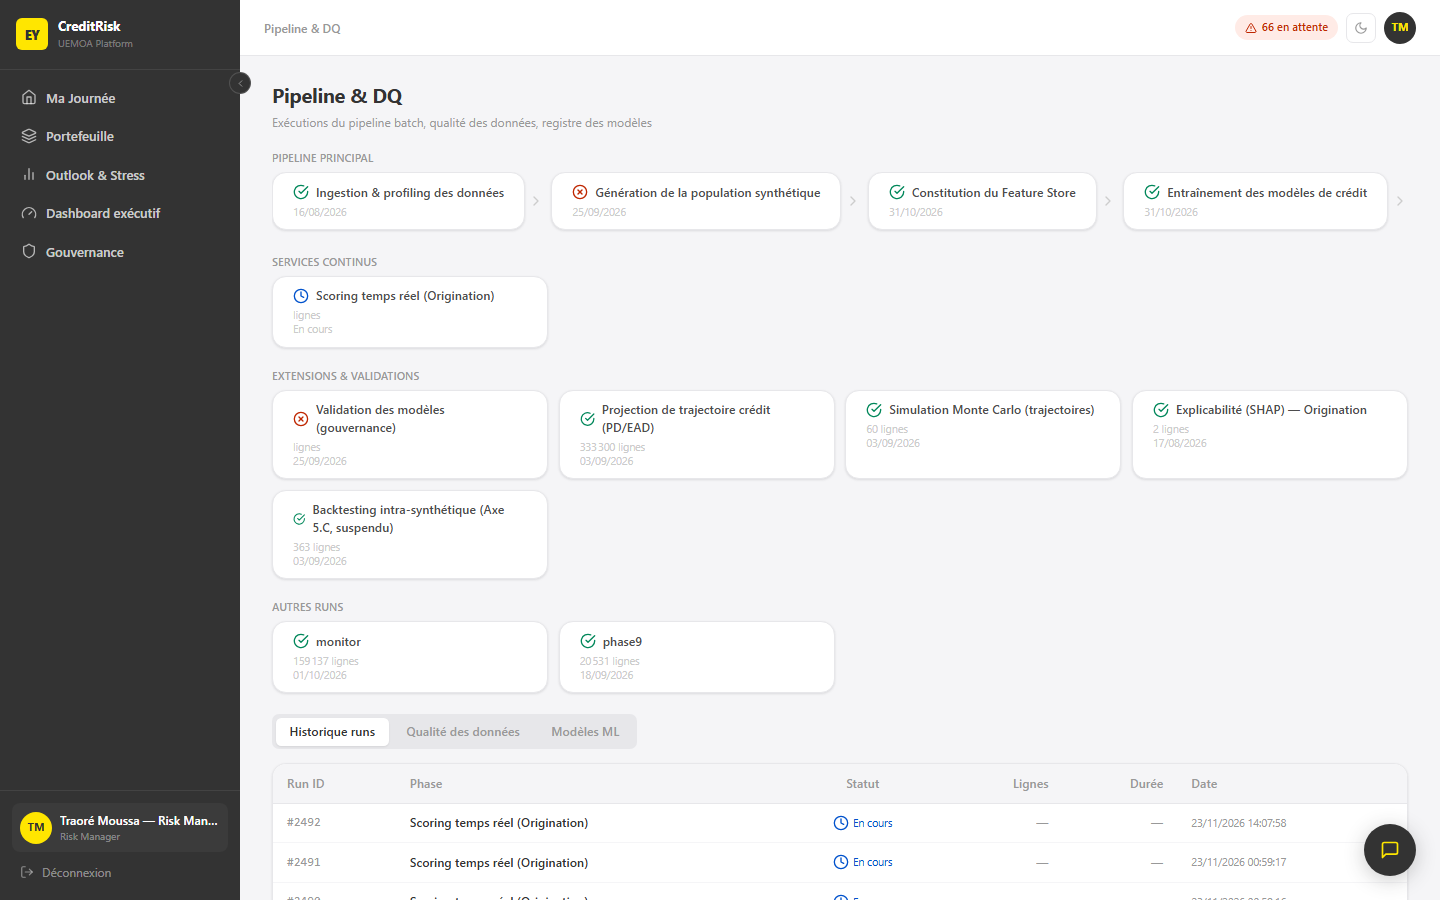 EY
CreditRisk
UEMOA Platform
Ma Journée
Portefeuille
Outlook & Stress
Dashboard exécutif
Gouvernance
TM
Traoré Moussa — Risk Man...
Risk Manager
Déconnexion
Pipeline & DQ
66 en attente
TM
Pipeline & DQ
Exécutions du pipeline batch, qualité des données, registre des modèles
PIPELINE PRINCIPAL
Ingestion & profiling des données
16/08/2026
Génération de la population synthétique
25/09/2026
Constitution du Feature Store
31/10/2026
Entraînement des modèles de crédit
31/10/2026
SERVICES CONTINUS
Scoring temps réel (Origination)
lignes
En cours
EXTENSIONS & VALIDATIONS
Validation des modèles
(gouvernance)
lignes
25/09/2026
Projection de trajectoire crédit
(PD/EAD)
333 300 lignes
03/09/2026
Simulation Monte Carlo (trajectoires)
60 lignes
03/09/2026
Explicabilité (SHAP) — Origination
2 lignes
17/08/2026
Backtesting intra-synthétique (Axe
5.C, suspendu)
363 lignes
03/09/2026
AUTRES RUNS
monitor
159 137 lignes
01/10/2026
phase9
20 531 lignes
18/09/2026
Historique runs
Qualité des données
Modèles ML
Run ID Phase Statut Lignes Durée Date
#2492 Scoring temps réel (Origination) En cours — — 23/11/2026 14:07:58
#2491 Scoring temps réel (Origination) En cours — — 23/11/2026 00:59:17